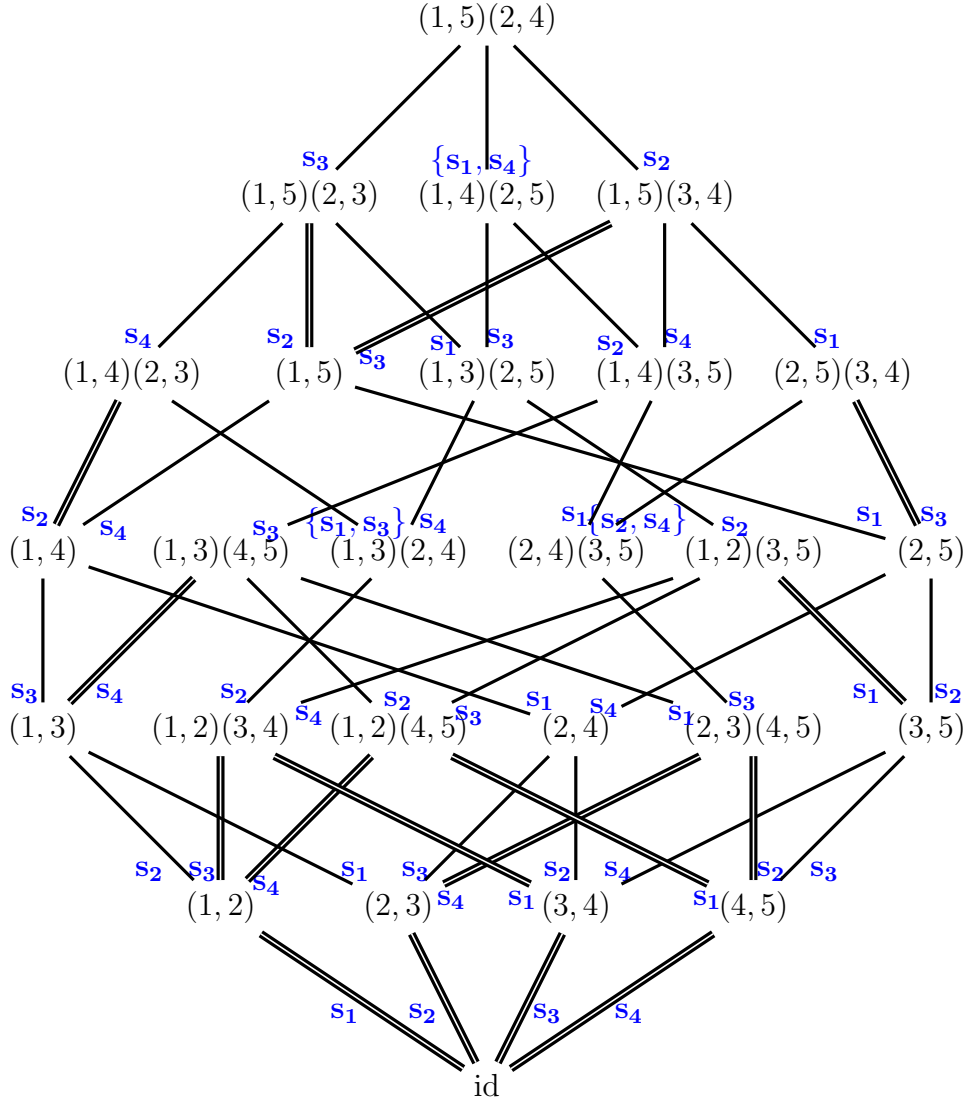 (1, 5)(2, 4)
s3 {s1, s4} s2
(1, 5)(2, 3) (1, 4)(2, 5) (1, 5)(3, 4)
s4 s2 s3 s1 s3 s2 s4 s1
(1, 4)(2, 3) (1, 5) (1, 3)(2, 5) (1, 4)(3, 5) (2, 5)(3, 4)
s2 s4 s3 {s1, s3} s4 s1 {s2, s4} s2 s1 s3
(1, 4) (1, 3)(4, 5) (1, 3)(2, 4) (2, 4)(3, 5) (1, 2)(3, 5) (2, 5)
s3 s4 s2 s4 s2 s3 s1 s4 s1 s3 s1 s2
(1, 3) (1, 2)(3, 4) (1, 2)(4, 5) (2, 4) (2, 3)(4, 5) (3, 5)
s2 s3 s4 s1 s3 s4 s1 s2 s4 s1 s2 s3
(1, 2) (2, 3) (3, 4) (4, 5)
s1 s2 s3 s4
id